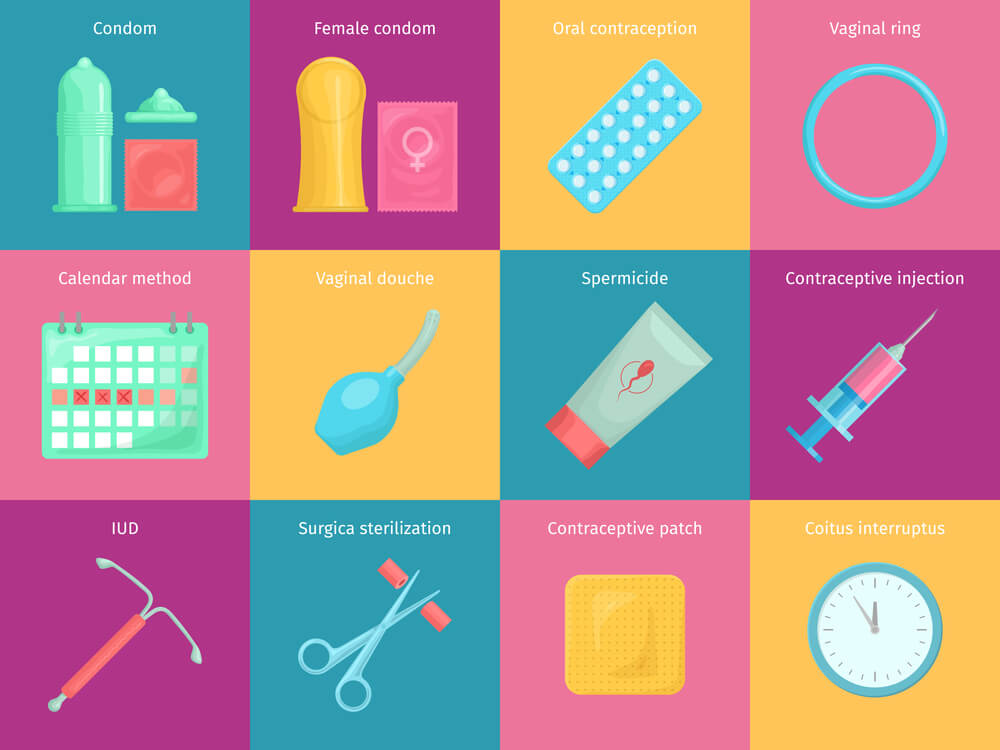 Condom
Female condom
Oral contraception
Vaginal ring
Calendar method
Vaginal douche
Spermicide
Contraceptive injection
IUD
Surgica sterilization
Contraceptive patch
Coitus interruptus